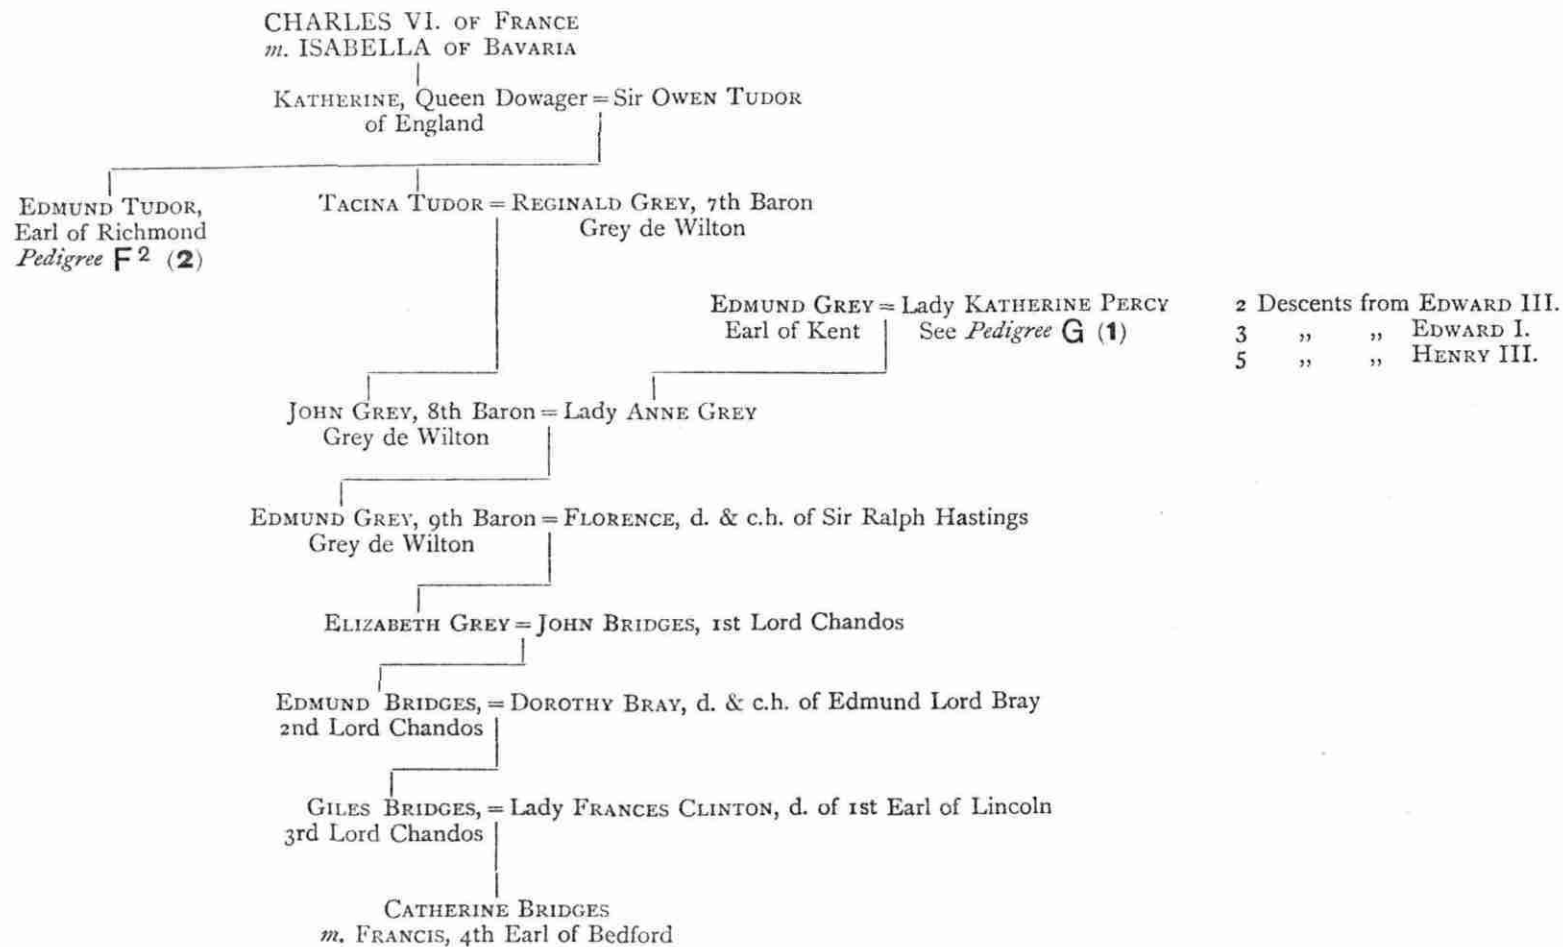 CHARLES VI. OF FRANCE
m. ISABELLA OF BAVARIA
KATHERINE, Queen Dowager = Sir OWEN TUDOR
of England
EDMUND TUDOR,
Earl of Richmond
Pedigree F 2 (2)
TACINA TUDOR = REGINALD GREY, 7th Baron
Grey de Wilton
EDMUND GREY = Lady KATHERINE PERCY
Earl of Kent See Pedigree G (1)
2 Descents from EDWARD III.
3 ,, ,, EDWARD I.
5 ,, ,, HENRY III.
JOHN GREY, 8th Baron = Lady ANNE GREY
Grey de Wilton
EDMUND GREY, 9th Baron = FLORENCE, d. & c.h. of Sir Ralph Hastings
Grey de Wilton
ELIZABETH GREY = JOHN BRIDGES, 1st Lord Chandos
EDMUND BRIDGES, = DOROTHY BRAY, d. & c.h. of Edmund Lord Bray
2nd Lord Chandos
GILES BRIDGES, = Lady FRANCES CLINTON, d. of 1st Earl of Lincoln
3rd Lord Chandos
CATHERINE BRIDGES
m. FRANCIS, 4th Earl of Bedford